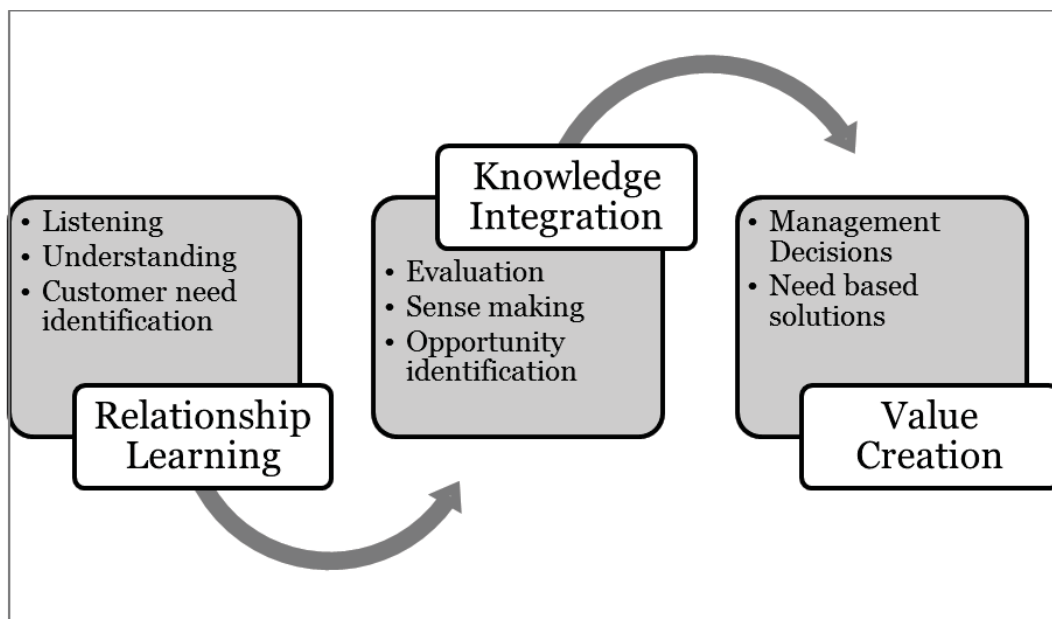 • Listening
• Understanding
• Customer need
identification
Relationship
Learning
Knowledge
Integration
• Evaluation
• Sense making
• Opportunity
identification
• Management
Decisions
• Need based
solutions
Value
Creation